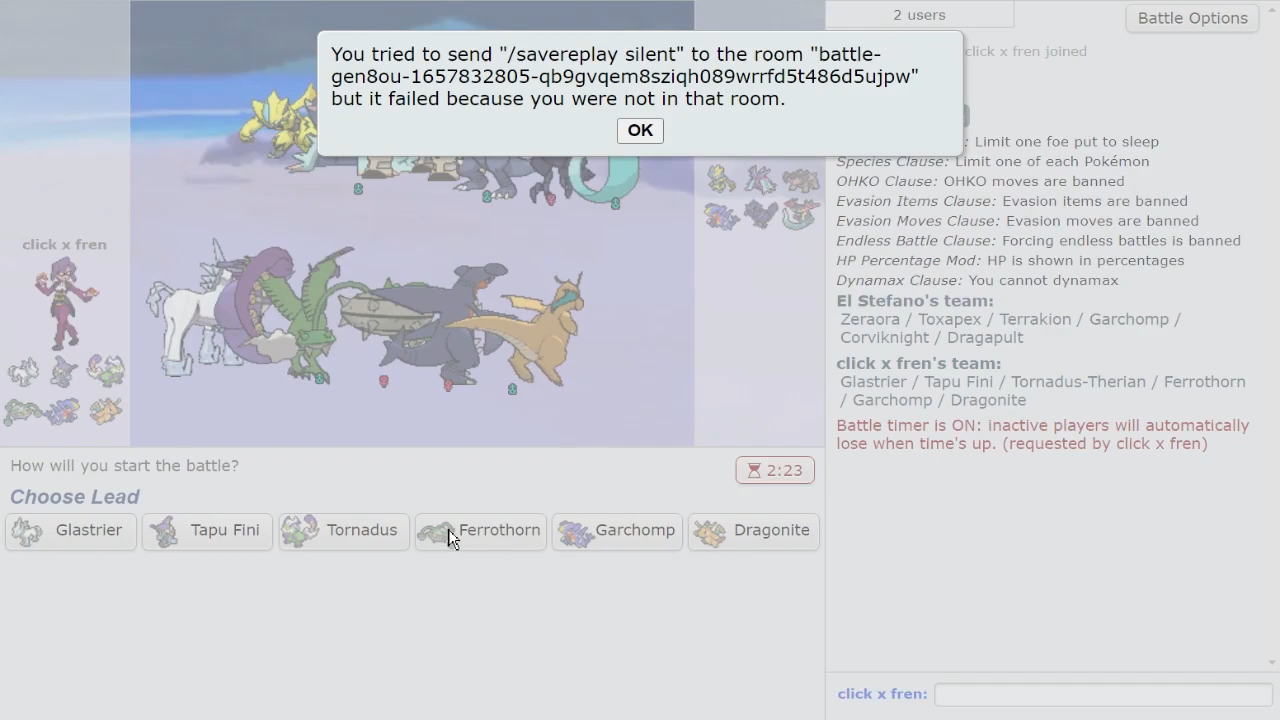 2 users
Battle Options
You tried to send "/savereplay silent" to the room "battle-
gen8ou-1657832805-qb9gvqem8sziqh089wrrfd5t486d5ujpw"
but it failed because you were not in that room.
OK
click x fren joined
Limit one foe put to sleep
Species Clause: Limit one of each Pokémon
OHKO Clause: OHKO moves are banned
Evasion Items Clause: Evasion items are banned
Evasion Moves Clause: Evasion moves are banned
Endless Battle Clause: Forcing endless battles is banned
HP Percentage Mod: HP is shown in percentages
Dynamax Clause: You cannot dynamax
El Stefano's team:
Zeraora / Toxapex / Terrakion / Garchomp /
Corviknight / Dragapult
click x fren's team:
Glastrier / Tapu Fini / Tornadus-Therian / Ferrothorn
/ Garchomp / Dragonite
Battle timer is ON: inactive players will automatically
lose when time's up. (requested by click x fren)
click x fren
How will you start the battle?
2:23
Choose Lead
Glastrier
Tapu Fini
Tornadus
Ferrothorn
Garchomp
Dragonite
click x fren: